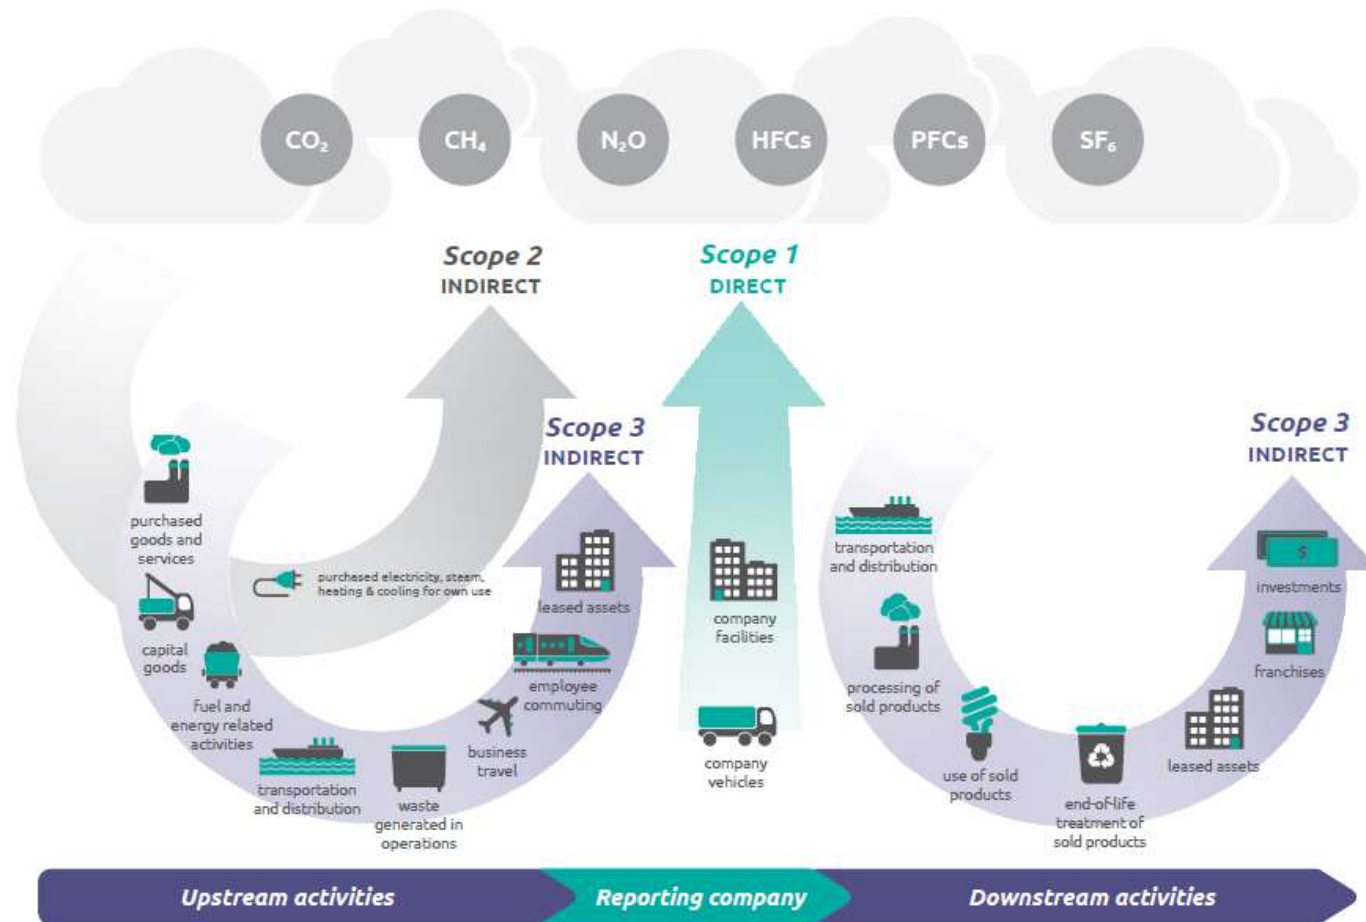 CO₂
CH₄
N₂O
HFCs
PFCs
SF₆
Scope 2
INDIRECT
Scope 1
DIRECT
Scope 3
INDIRECT
Scope 3
INDIRECT
purchased
goods and
services
capital
goods
fuel and
energy related
activities
transportation
and distribution
waste
generated in
operations
business
travel
employee
commuting
leased assets
purchased electricity, steam,
heating & cooling for own use
company
facilities
company
vehicles
transportation
and distribution
processing of
sold products
use of sold
products
end-of-life
treatment of
sold products
leased assets
franchises
$
investments
Upstream activities
Reporting company
Downstream activities